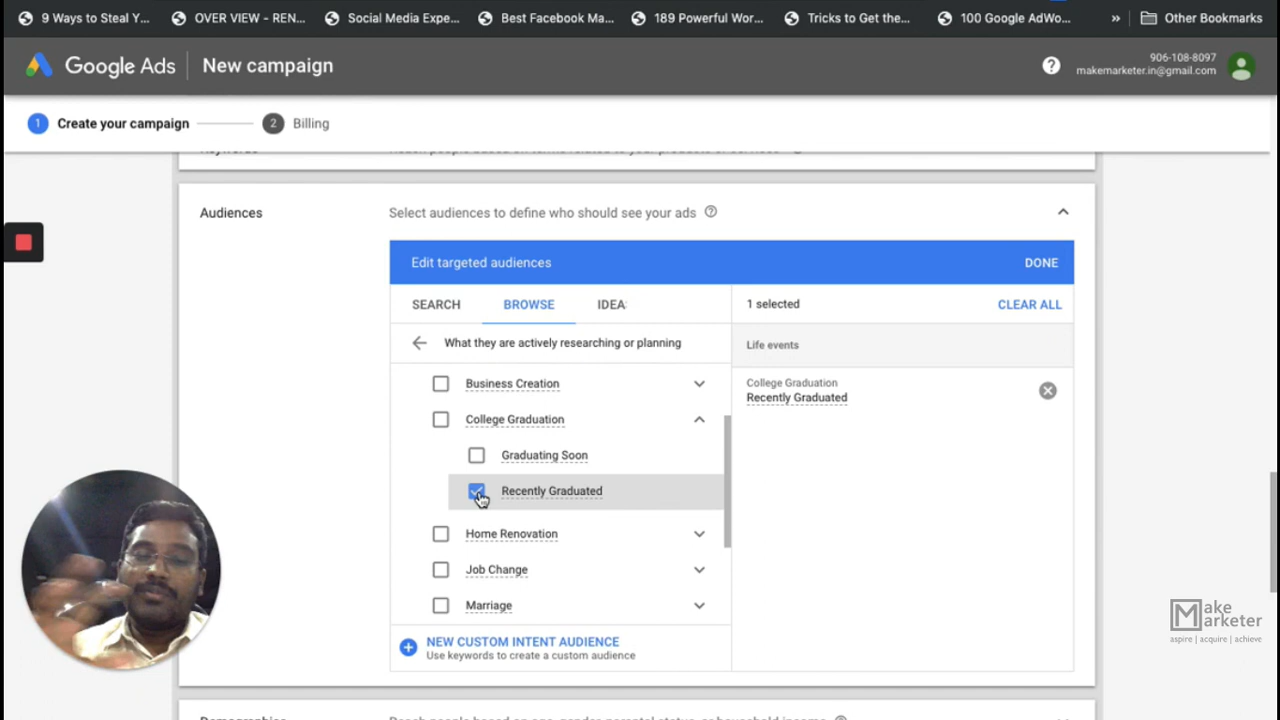 9 Ways to Steal Y...
OVER VIEW - REN...
Social Media Expe...
Best Facebook Ma...
189 Powerful Wor...
Tricks to Get the...
100 Google AdWo...
»
Other Bookmarks
Google Ads
New campaign
?
906-108-8097
makemarketer.in@gmail.com
1 Create your campaign
2 Billing
Audiences
Select audiences to define who should see your ads ?
Edit targeted audiences
DONE
SEARCH
BROWSE
IDEA
1 selected
CLEAR ALL
What they are actively researching or planning
Life events
Business Creation
College Graduation
Graduating Soon
Recently Graduated
Home Renovation
Job Change
Marriage
College Graduation
Recently Graduated
NEW CUSTOM INTENT AUDIENCE
Use keywords to create a custom audience
Make
Marketer
aspire | acquire | achieve